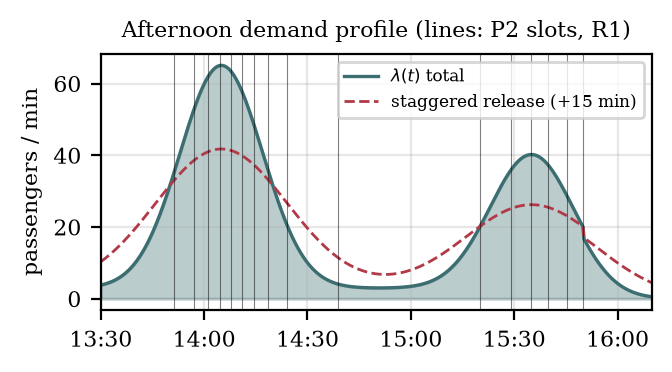 Afternoon demand profile (lines: P2 slots, R1)
λ(t) total
staggered release (+15 min)
passengers / min
60
40
20
0
13:30 14:00 14:30 15:00 15:30 16:00